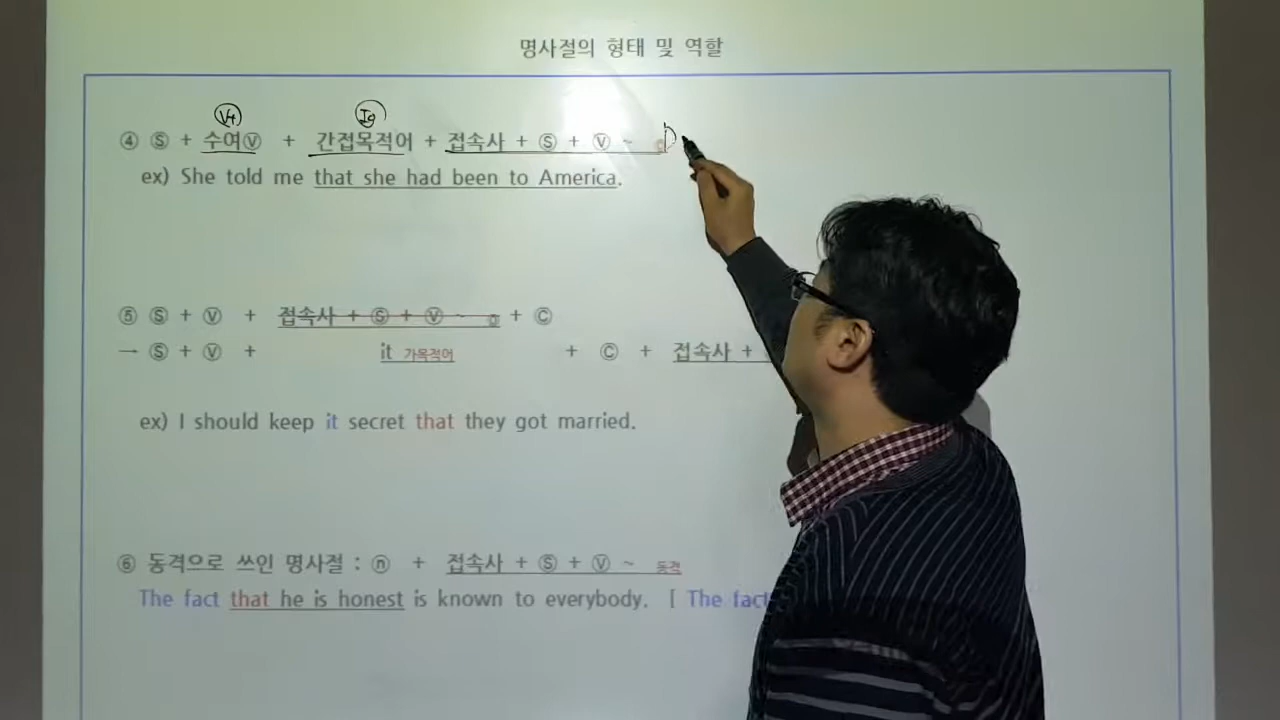 명사절의 형태 및 역할
Vt IO D
④ Ⓢ + 수여Ⓥ + 간접목적어 + 접속사 + Ⓢ + Ⓥ ~
ex) She told me that she had been to America.
⑤ Ⓢ + Ⓥ + 접속사 + Ⓢ + Ⓥ ~ + Ⓒ
→ Ⓢ + Ⓥ + it 가목적어 + Ⓒ + 접속사 +
ex) I should keep it secret that they got married.
⑥ 동격으로 쓰인 명사절 : ⓝ + 접속사 + Ⓢ + Ⓥ ~ 동격
The fact that he is honest is known to everybody. [ The fact